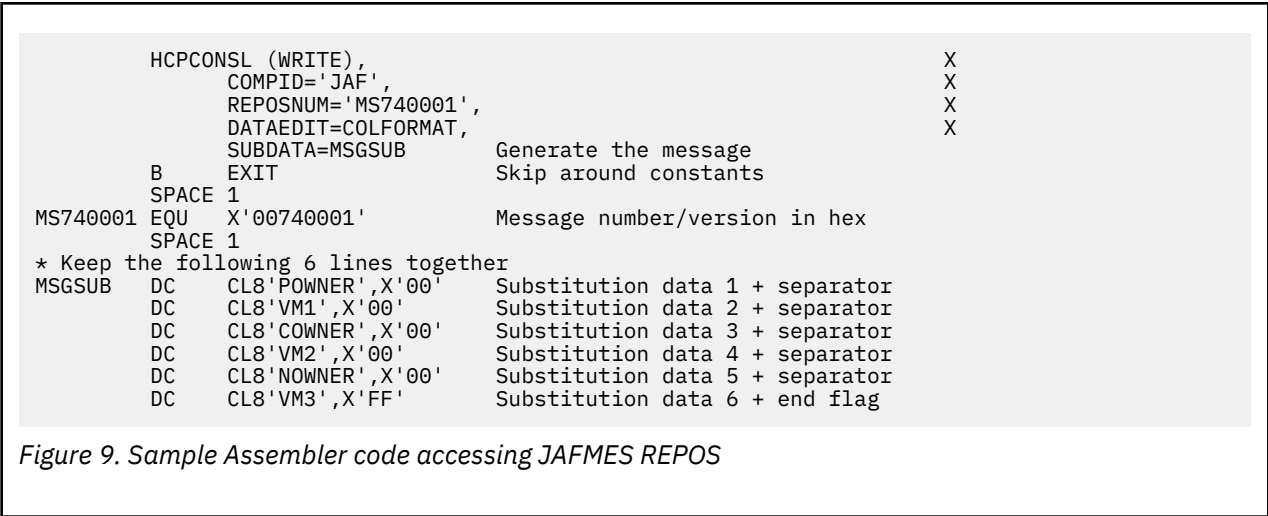 HCPCONSL (WRITE), X
COMPID='JAF', X
REPOSNUM='MS740001', X
DATAEDIT=COLFORMAT, X
SUBDATA=MSGSUB Generate the message
B EXIT Skip around constants
SPACE 1
MS740001 EQU X'00740001' Message number/version in hex
SPACE 1
* Keep the following 6 lines together
MSGSUB DC CL8'POWNER',X'00' Substitution data 1 + separator
DC CL8'VM1',X'00' Substitution data 2 + separator
DC CL8'COWNER',X'00' Substitution data 3 + separator
DC CL8'VM2',X'00' Substitution data 4 + separator
DC CL8'NOWNER',X'00' Substitution data 5 + separator
DC CL8'VM3',X'FF' Substitution data 6 + end flag
Figure 9. Sample Assembler code accessing JAFMES REPOS